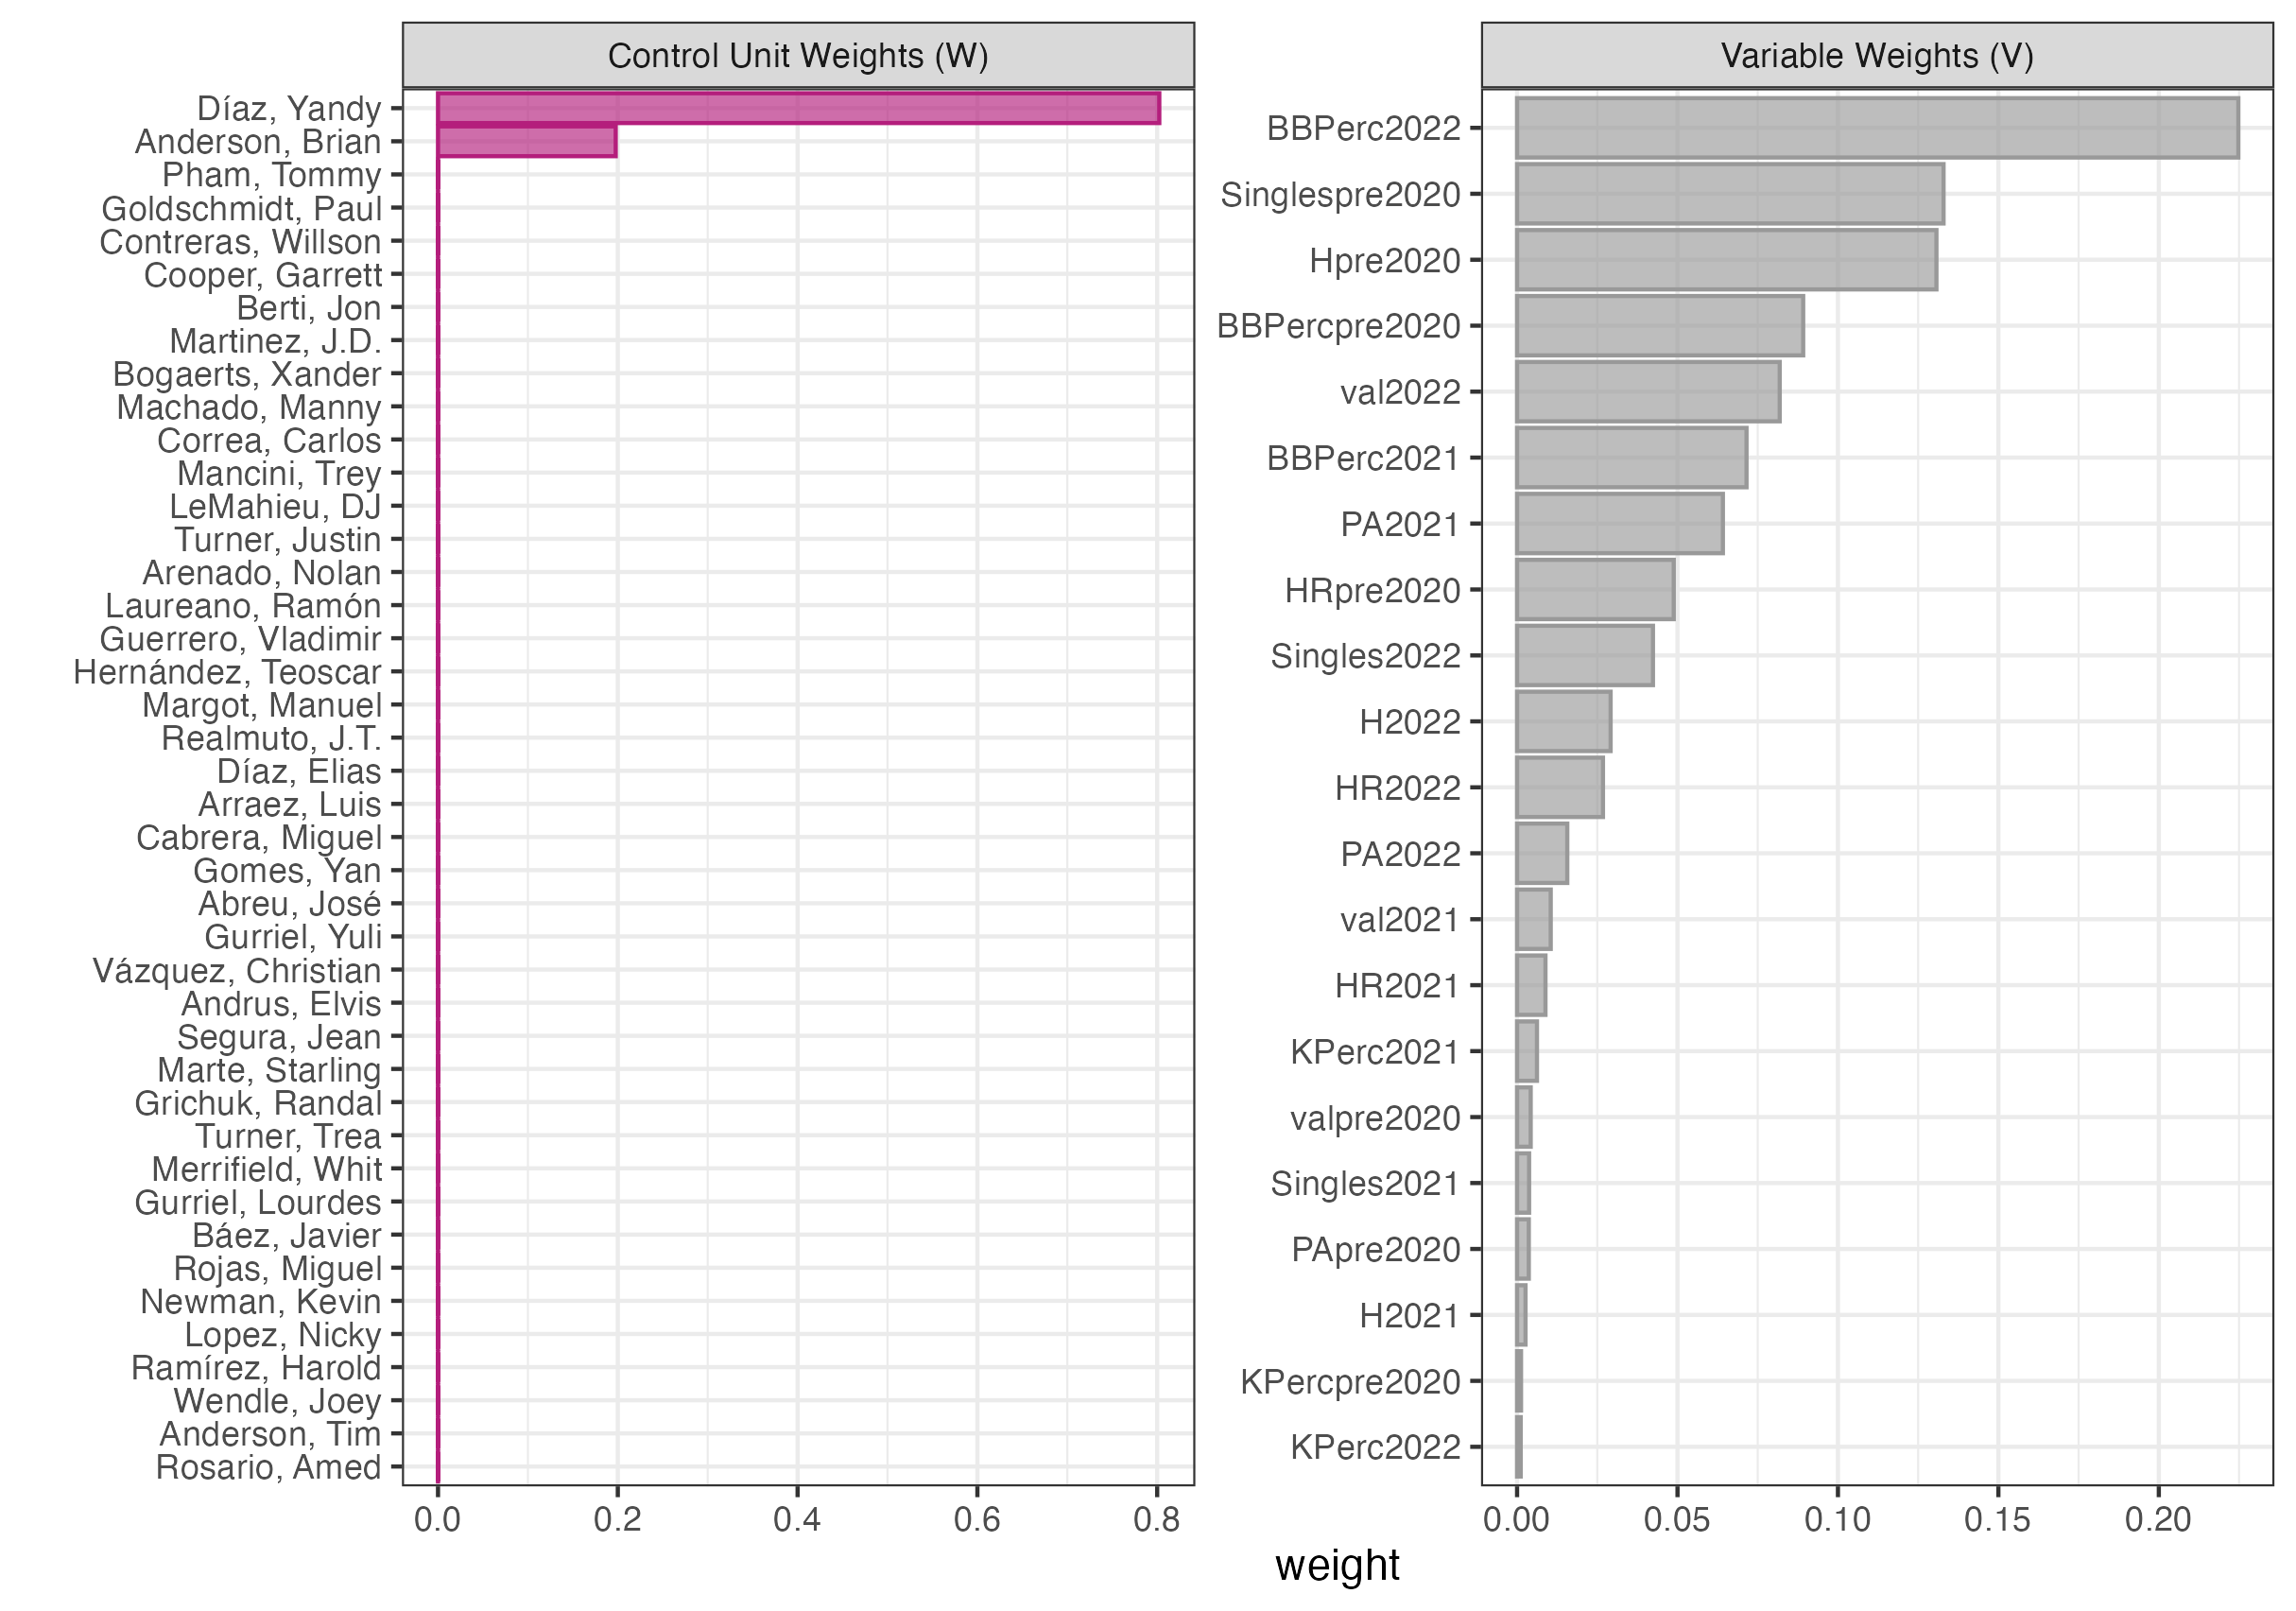 Control Unit Weights (W)
Díaz, Yandy
Anderson, Brian
Pham, Tommy
Goldschmidt, Paul
Contreras, Willson
Cooper, Garrett
Berti, Jon
Martinez, J.D.
Bogaerts, Xander
Machado, Manny
Correa, Carlos
Mancini, Trey
LeMahieu, DJ
Turner, Justin
Arenado, Nolan
Laureano, Ramón
Guerrero, Vladimir
Hernández, Teoscar
Margot, Manuel
Realmuto, J.T.
Díaz, Elias
Arraez, Luis
Cabrera, Miguel
Gomes, Yan
Abreu, José
Gurriel, Yuli
Vázquez, Christian
Andrus, Elvis
Segura, Jean
Marte, Starling
Grichuk, Randal
Turner, Trea
Merrifield, Whit
Gurriel, Lourdes
Báez, Javier
Rojas, Miguel
Newman, Kevin
Lopez, Nicky
Ramírez, Harold
Wendle, Joey
Anderson, Tim
Rosario, Amed
0.0 0.2 0.4 0.6 0.8
Variable Weights (V)
BBPerc2022
Singlespre2020
Hpre2020
BBPercpre2020
val2022
BBPerc2021
PA2021
HRpre2020
Singles2022
H2022
HR2022
PA2022
val2021
HR2021
KPerc2021
valpre2020
Singles2021
PApre2020
H2021
KPercpre2020
KPerc2022
0.00 0.05 0.10 0.15 0.20
weight